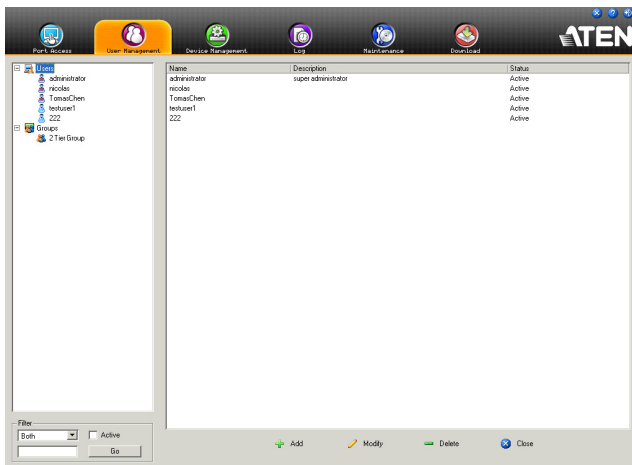 Port Access User Management Device Management Log Maintenance Download ATEN
Users
administrator
nicolas
TomasChen
testuser1
222
Groups
2 Tier Group
Name Description Status
administrator super administrator Active
nicolas Active
TomasChen Active
testuser1 Active
222 Active
Filter
Both Active
Go
Add Modify Delete Close